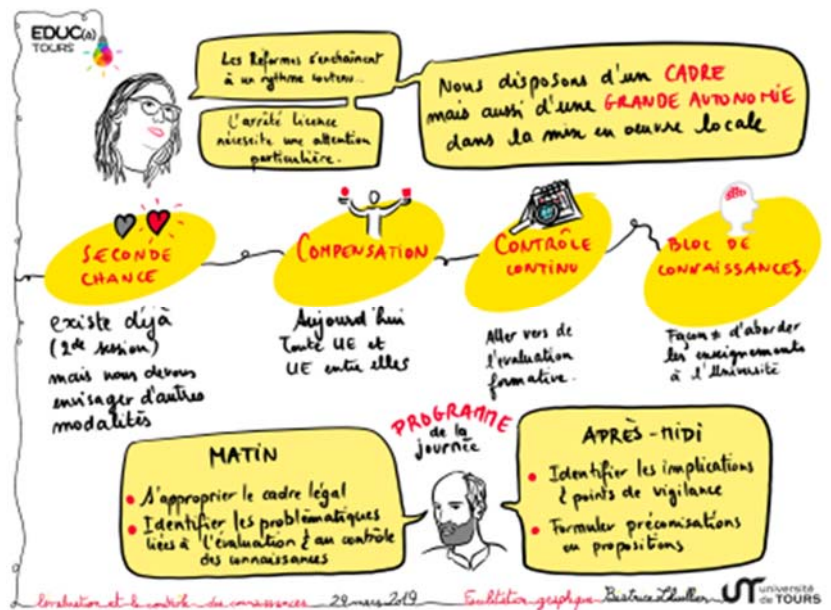 EDUC(a)
TOURS
Les Réformes s'enchaînent
à un rythme soutenu...
L'arrêté licence
nécessite une attention
particulière.
Nous disposons d'un CADRE
mais aussi d'une GRANDE AUTONOMIE
dans la mise en oeuvre locale
SECONDE
CHANCE
existe déjà
(2de session)
mais nous devons
envisager d'autres
modalités
COMPENSATION
Aujourd'hui
Toute UE et
UE entre elles
CONTRÔLE
CONTINU
Aller vers de
l'évaluation
formative.
BLOC DE
CONNAISSANCES.
Façon ≠ d'aborder
les enseignements
à l'Université
PROGRAMME
de la
journée
MATIN
• S'approprier le cadre légal
• Identifier les problématiques
liées à l'évaluation & au contrôle
des connaissances
APRÈS-MIDI
• Identifier les implications
& points de vigilance
• Formuler préconisations
ou propositions
L'évaluation et le contrôle des connaissances 29 mars 2019 Facilitation graphique Béatrice Lhuillier
UT université
de TOURS